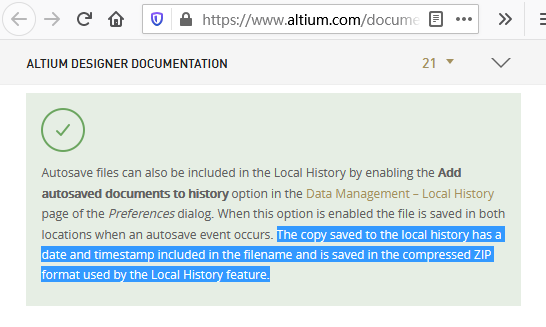 https://www.altium.com/docume
ALTIUM DESIGNER DOCUMENTATION 21
Autosave files can also be included in the Local History by enabling the Add
autosaved documents to history option in the Data Management – Local History
page of the Preferences dialog. When this option is enabled the file is saved in both
locations when an autosave event occurs. The copy saved to the local history has a
date and timestamp included in the filename and is saved in the compressed ZIP
format used by the Local History feature.